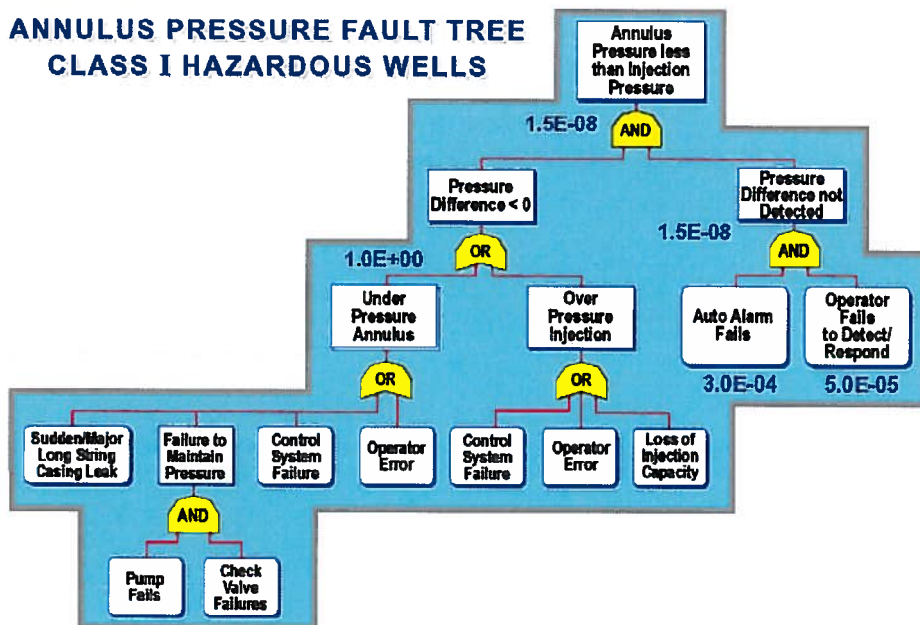 ANNULUS PRESSURE FAULT TREE
CLASS I HAZARDOUS WELLS
Annulus
Pressure less
than Injection
Pressure
1.5E-08
AND
Pressure
Difference < 0
Pressure
Difference not
Detected
1.0E+00
OR
1.5E-08
AND
Under
Pressure
Annulus
Over
Pressure
Injection
Auto Alarm
Fails
Operator
Fails
to Detect/
Respond
OR
OR
3.0E-04
5.0E-05
Sudden/Major
Long String
Casing Leak
Failure to
Maintain
Pressure
Control
System
Failure
Operator
Error
Control
System
Failure
Operator
Error
Loss of
Injection
Capacity
AND
Pump
Fails
Check
Valve
Failures